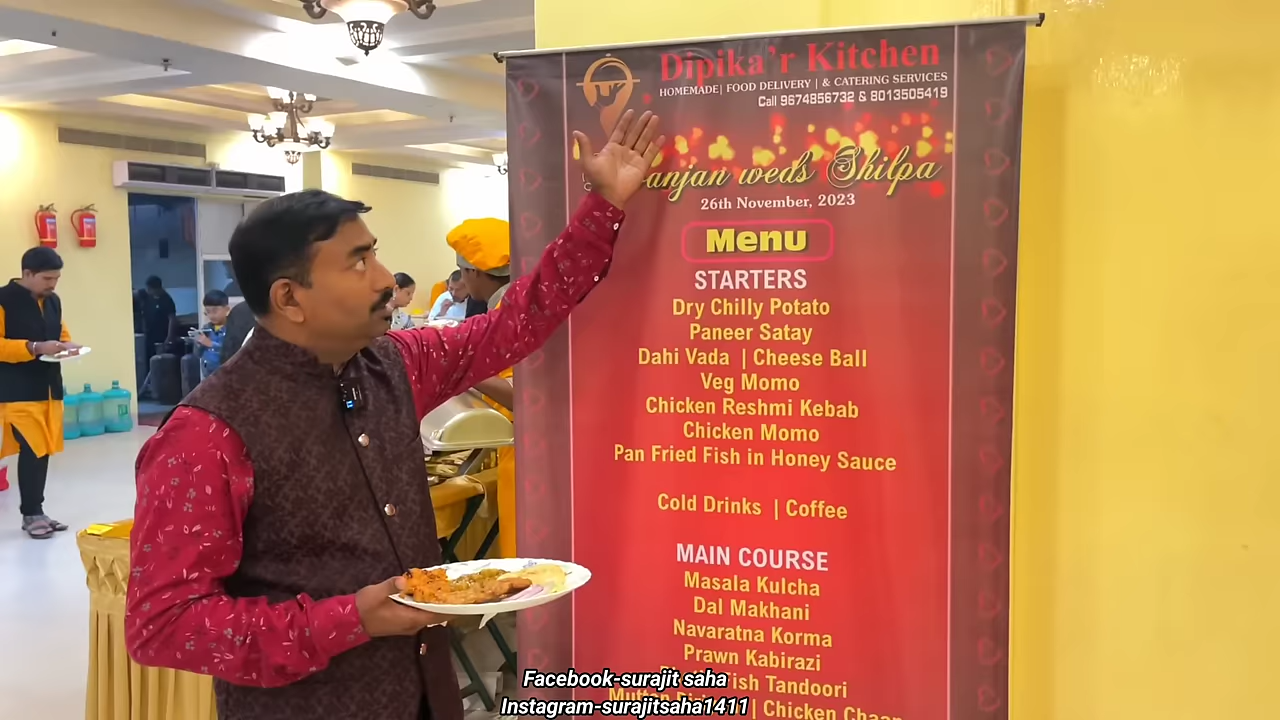 Dipika'r Kitchen
HOMEMADE| FOOD DELIVERY | & CATERING SERVICES
Call 9674856732 & 8013505419
weds Shilpa
26th November, 2023
Menu
STARTERS
Dry Chilly Potato
Paneer Satay
Dahi Vada | Cheese Ball
Veg Momo
Chicken Reshmi Kebab
Chicken Momo
Pan Fried Fish in Honey Sauce
Cold Drinks | Coffee
MAIN COURSE
Masala Kulcha
Dal Makhani
Navaratna Korma
Prawn Kabirazi
Fish Tandoori
| Chicken
Facebook-surajit saha
Instagram-surajitsaha1411